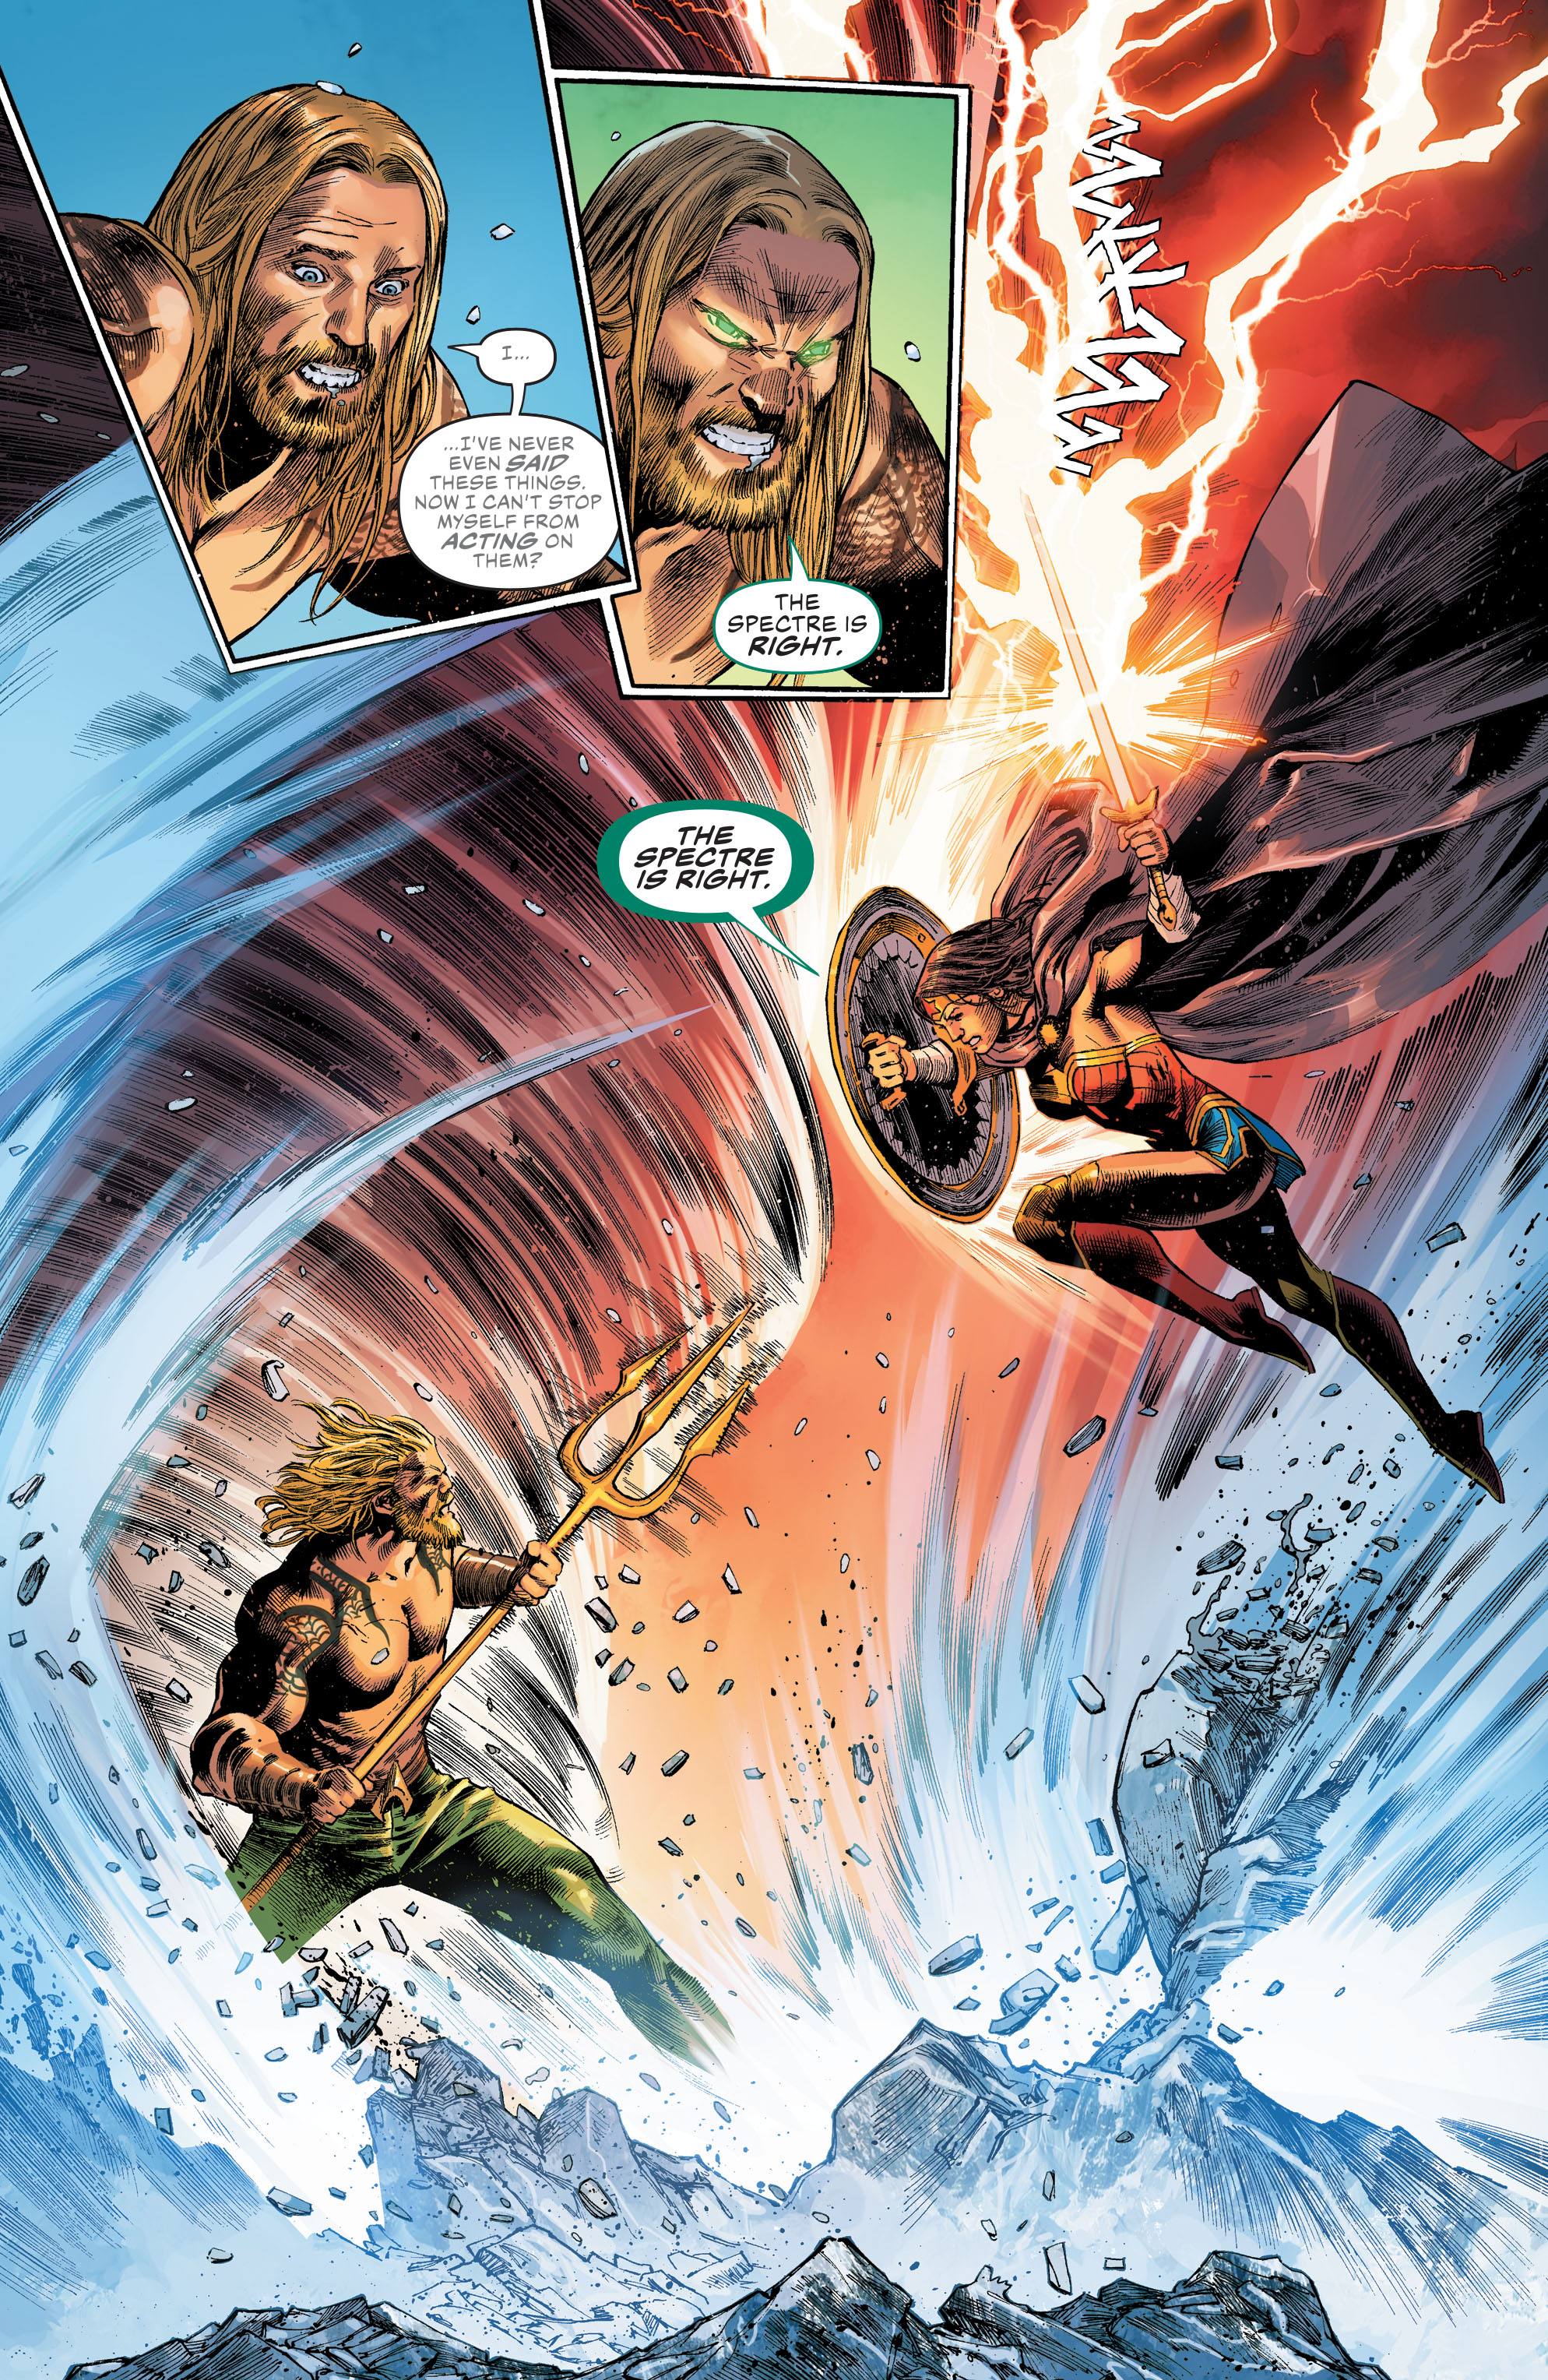 I...
...I'VE NEVER
EVEN SAID
THESE THINGS.
NOW I CAN'T STOP
MYSELF FROM
ACTING ON
THEM?
THE
SPECTRE IS
RIGHT.
THE
SPECTRE
IS RIGHT.